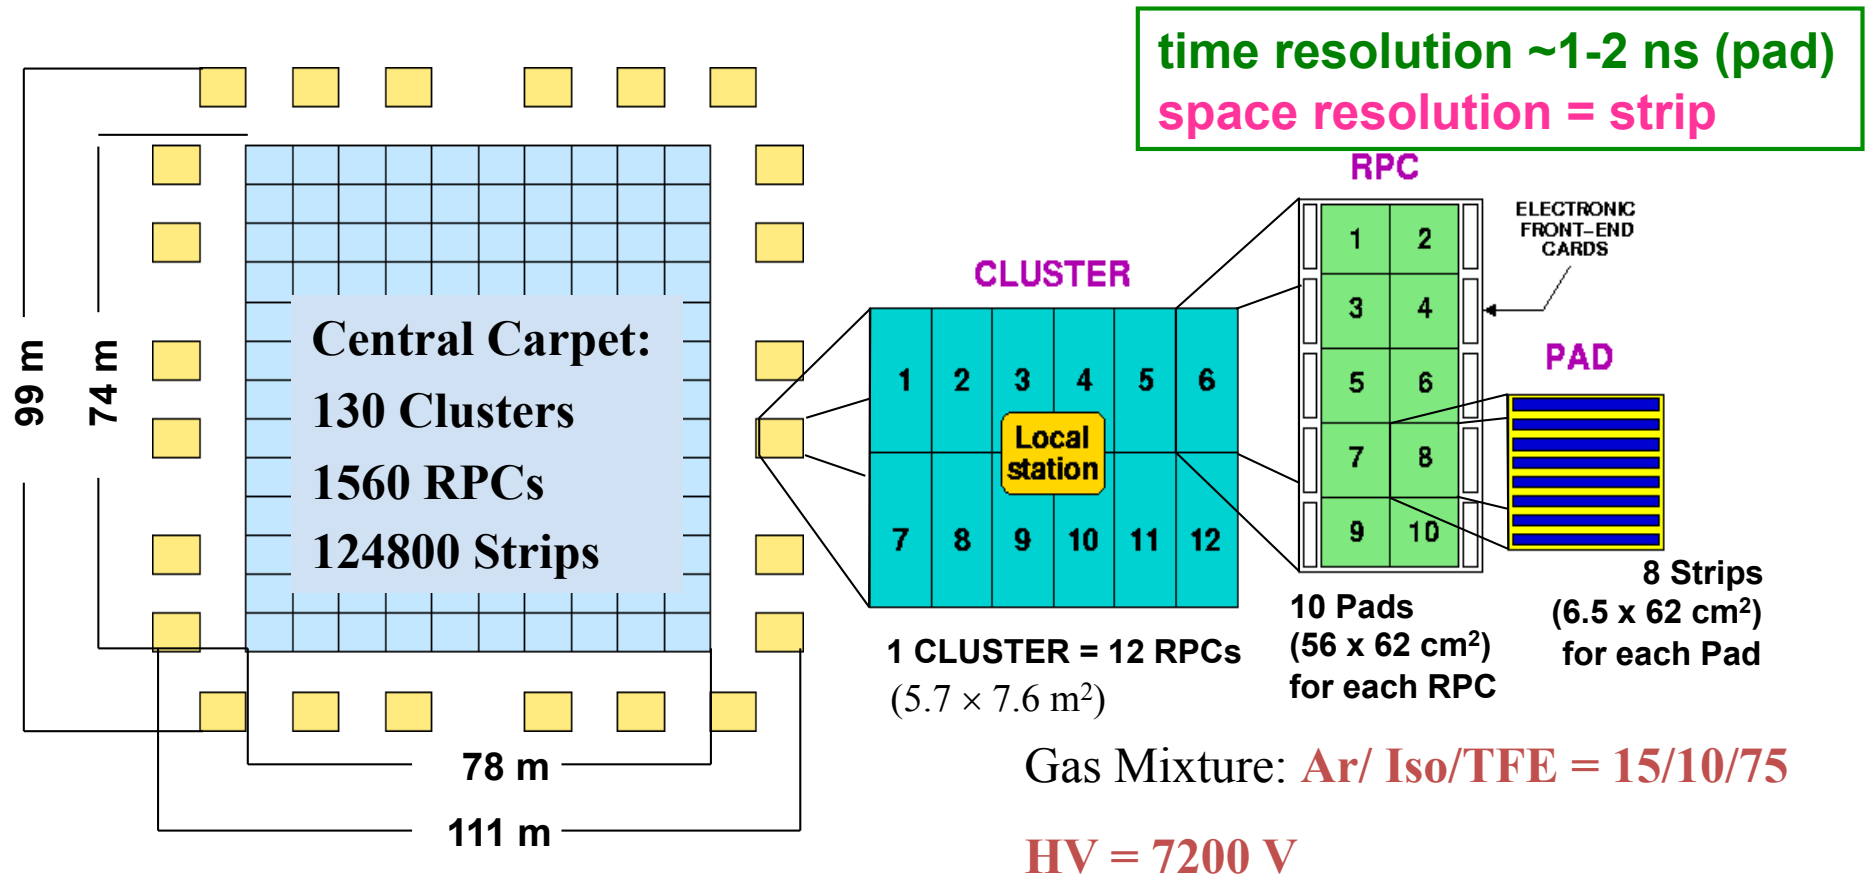 time resolution ~1-2 ns (pad)
space resolution = strip
RPC
ELECTRONIC
FRONT-END
CARDS
1 2
3 4
5 6
7 8
9 10
CLUSTER
1 2 3 4 5 6
Local
station
7 8 9 10 11 12
PAD
99 m
74 m
Central Carpet:
130 Clusters
1560 RPCs
124800 Strips
78 m
111 m
1 CLUSTER = 12 RPCs
(5.7 × 7.6 m²)
10 Pads
(56 x 62 cm²)
for each RPC
8 Strips
(6.5 x 62 cm²)
for each Pad
Gas Mixture: Ar/ Iso/TFE = 15/10/75
HV = 7200 V